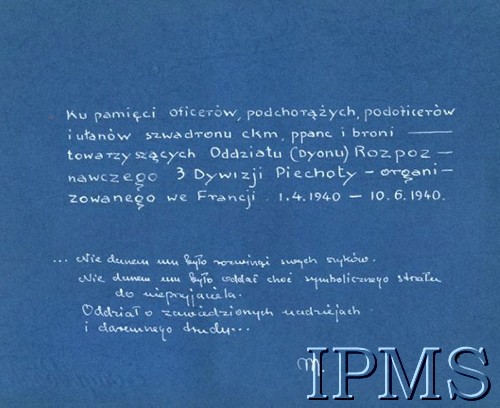 Ku pamięci oficerów, podchorążych, podoficerów
i ułanów szwadronu ckm, ppanc i broni —
towarzyszących Oddziału (Dyonu) Rozpoz —
nawczego 3 Dywizji Piechoty – organi-
zowanego we Francji . 1.4.1940 – 10.6.1940.
... Nie danem mu było rozwinąć swych szyków.
Nie danem mu było oddać choć symbolicznego strzału
do nieprzyjaciela.
Oddział o zawiedzionych nadziejach
i daremnego trudu...
M.
IPMS